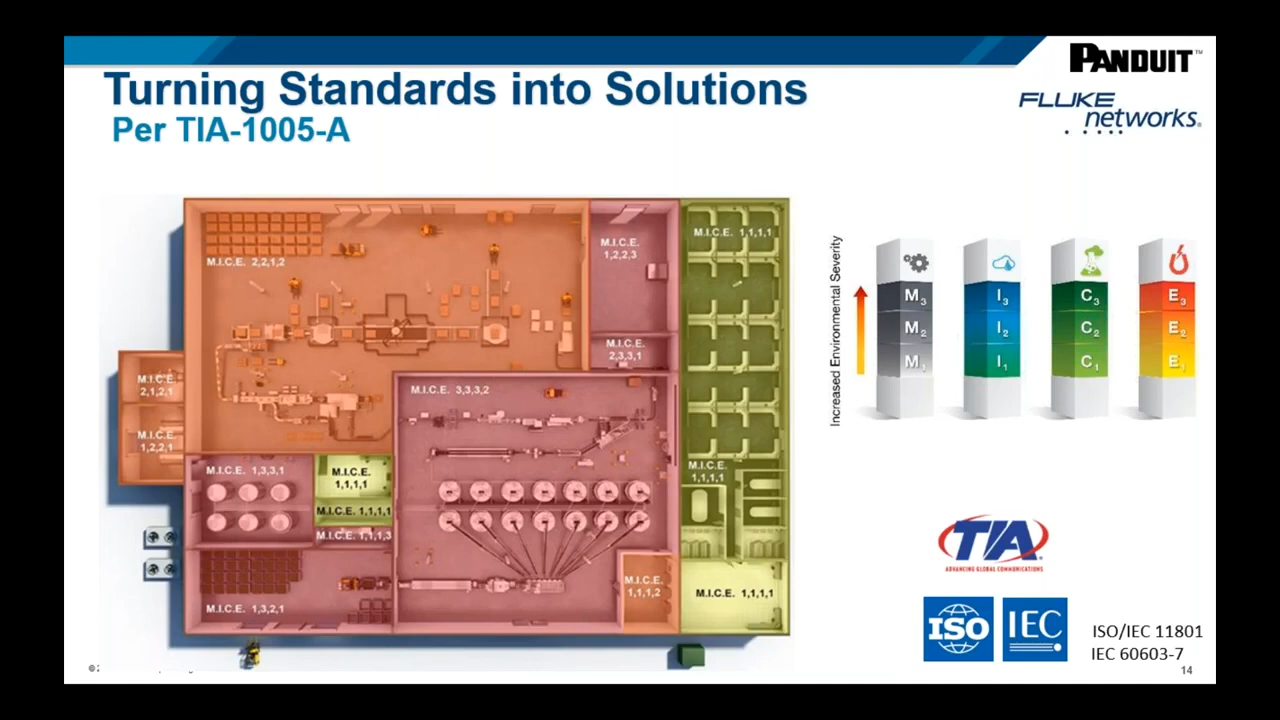 Turning Standards into Solutions
Per TIA-1005-A
PANDUIT™
FLUKE
networks.
M.I.C.E. 2,2,1,2
M.I.C.E.
1,2,2,3
M.I.C.E. 1,1,1,1
M.I.C.E.
2,3,3,1
M.I.C.E.
2,1,2,1
M.I.C.E.
1,2,2,1
M.I.C.E. 3,3,3,2
M.I.C.E. 1,3,3,1
M.I.C.E.
1,1,1,1
M.I.C.E. 1,1,1,1
M.I.C.E. 1,1,1,3
M.I.C.E.
1,1,1,1
M.I.C.E. 1,3,2,1
M.I.C.E.
1,1,1,2
M.I.C.E. 1,1,1,1
Increased Environmental Severity
M3 I3 C3 E3
M2 I2 C2 E2
M1 I1 C1 E1
TIA
ADVANCING GLOBAL COMMUNICATIONS
ISO IEC
ISO/IEC 11801
IEC 60603-7
14